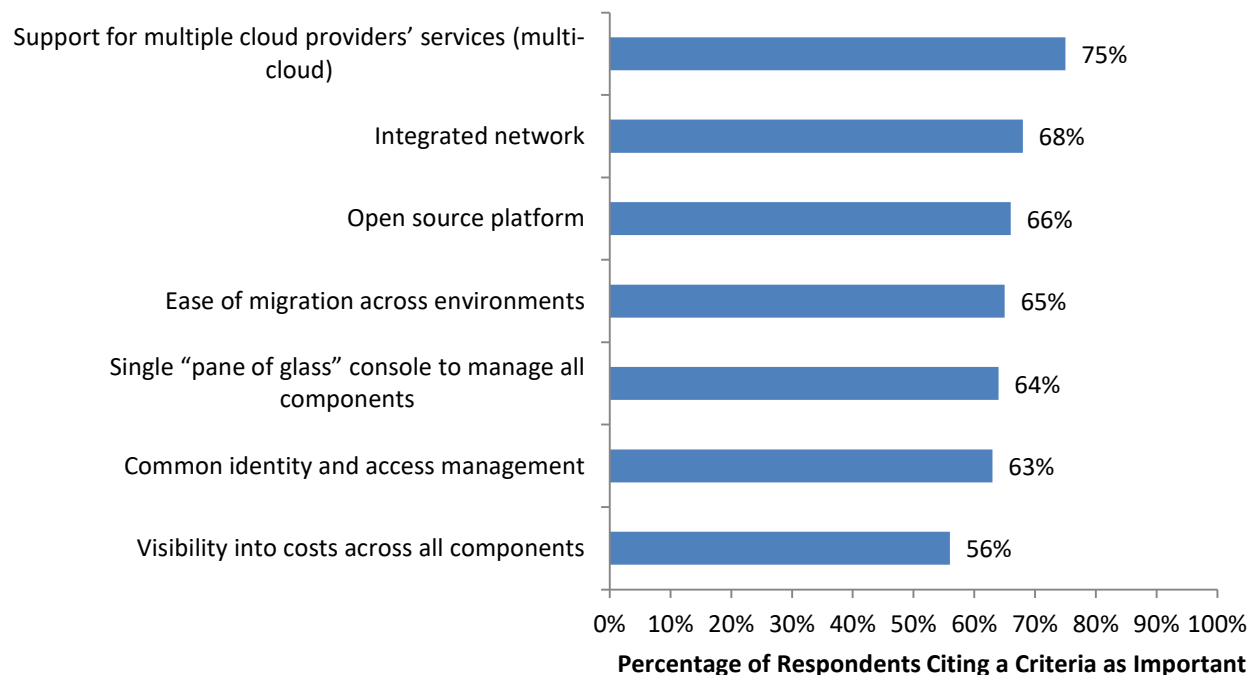 Support for multiple cloud providers’ services (multi-
cloud)
75%
Integrated network
68%
Open source platform
66%
Ease of migration across environments
65%
Single “pane of glass” console to manage all
components
64%
Common identity and access management
63%
Visibility into costs across all components
56%
0% 10% 20% 30% 40% 50% 60% 70% 80% 90% 100%
Percentage of Respondents Citing a Criteria as Important